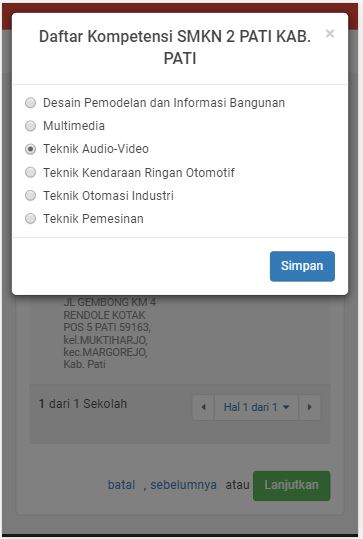 Daftar Kompetensi SMKN 2 PATI KAB.
PATI
×
Desain Pemodelan dan Informasi Bangunan
Multimedia
Teknik Audio-Video
Teknik Kendaraan Ringan Otomotif
Teknik Otomasi Industri
Teknik Pemesinan
Simpan
JL GEMBONG KM 4
RENDOLE KOTAK
POS 5 PATI 59163,
kel.MUKTIHARJO,
kec.MARGOREJO,
Kab. Pati
1 dari 1 Sekolah
Hal 1 dari 1
batal , sebelumnya atau Lanjutkan